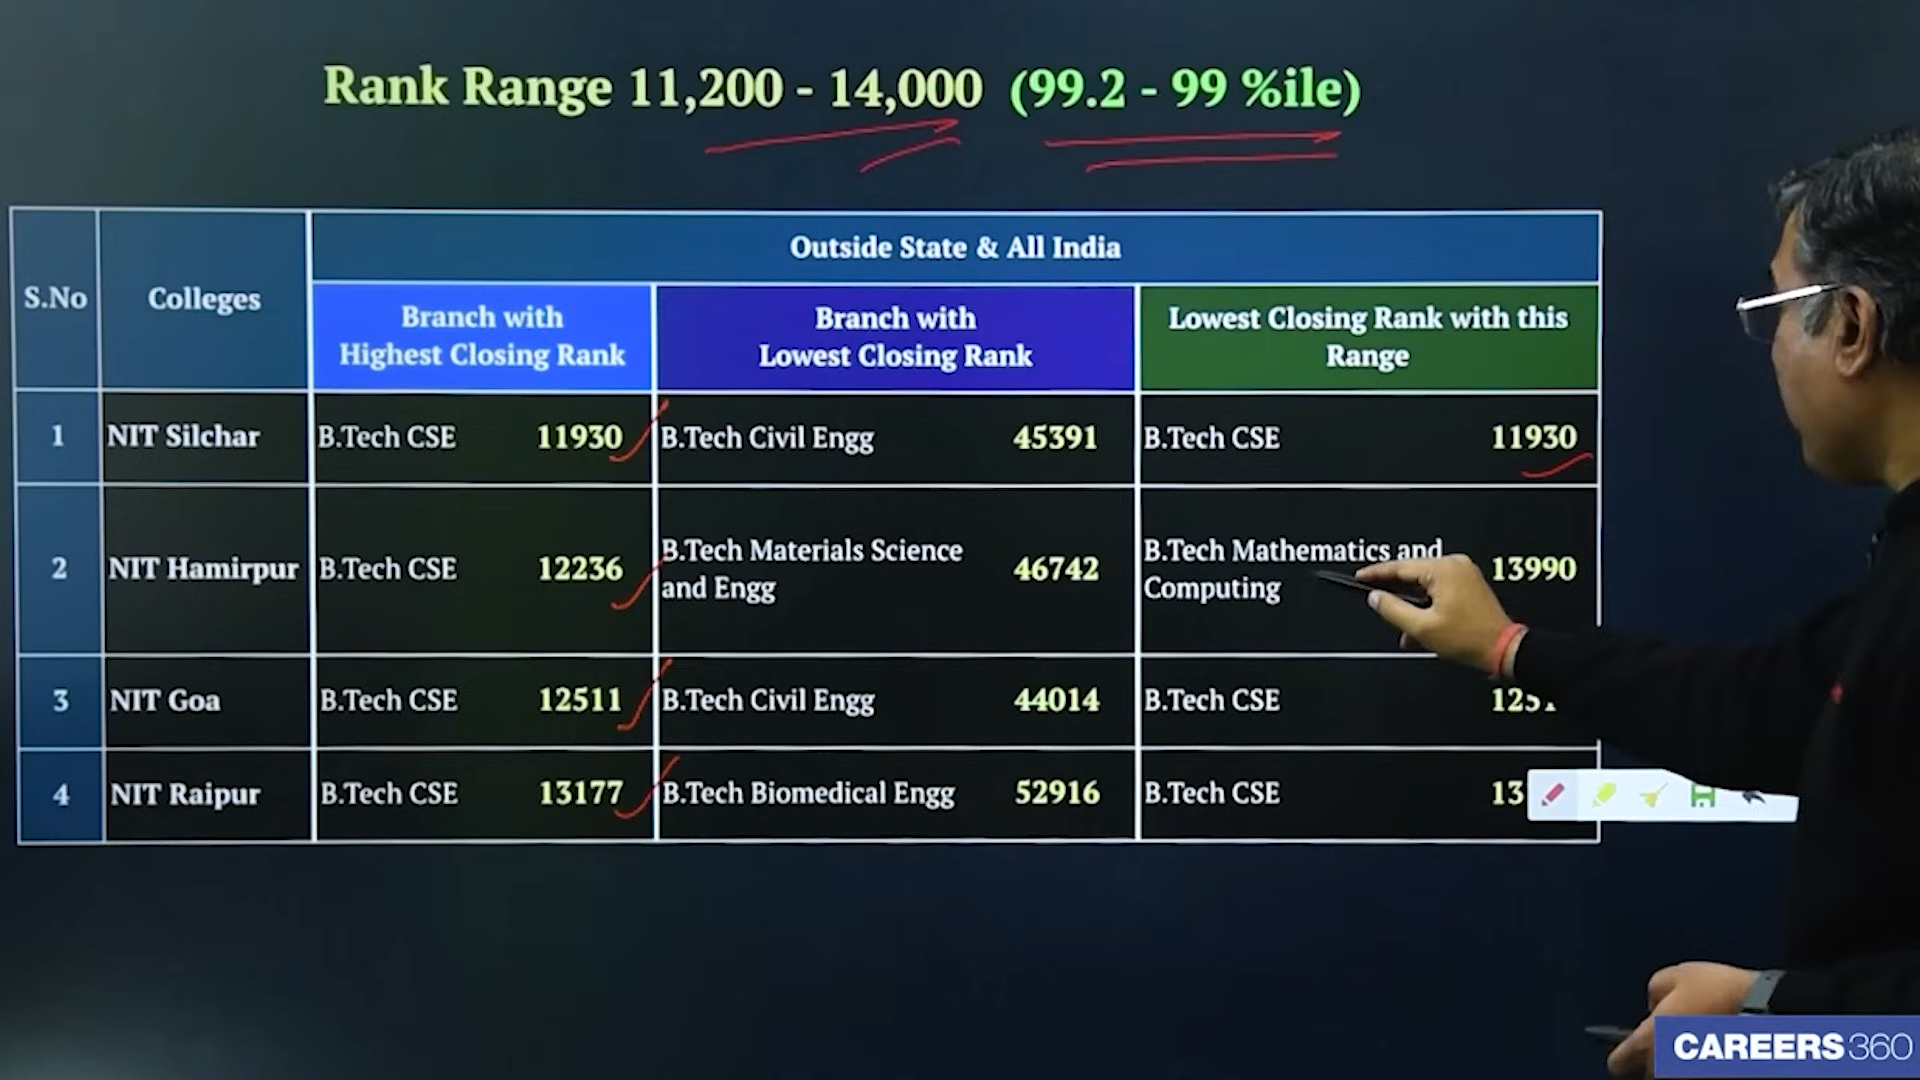 Rank Range 11,200 - 14,000 (99.2 - 99 %ile)
Outside State & All India
S.No
Colleges
Branch with
Highest Closing Rank
Branch with
Lowest Closing Rank
Lowest Closing Rank with this
Range
1 NIT Silchar B.Tech CSE 11930 B.Tech Civil Engg 45391 B.Tech CSE 11930
2 NIT Hamirpur B.Tech CSE 12236 B.Tech Materials Science
and Engg 46742 B.Tech Mathematics and
Computing 13990
3 NIT Goa B.Tech CSE 12511 B.Tech Civil Engg 44014 B.Tech CSE
4 NIT Raipur B.Tech CSE 13177 B.Tech Biomedical Engg 52916 B.Tech CSE
CAREERS360